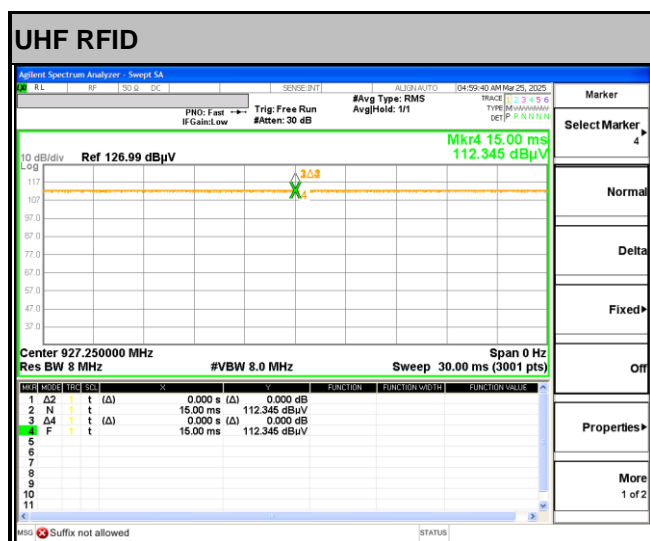 UHF RFID
Agilent Spectrum Analyzer - Swept SA
RL RF 50 Ω DC SENSE:INT ALIGNAUTO 04:59:40 AM Mar 25, 2025
Marker
PNO: Fast Trig: Free Run #Avg Type: RMS TRACE 1 2 3 4 5 6
IFGain:Low #Atten: 30 dB Avg|Hold: 1/1 TYPE M
DET P P N N N N
Select Marker
4
Mkr4 15.00 ms
112.345 dBµV
10 dB/div Ref 126.99 dBµV
Log
117
107
97.0
87.0
77.0
67.0
57.0
47.0
37.0
4
Center 927.250000 MHz Span 0 Hz
Res BW 8 MHz #VBW 8.0 MHz Sweep 30.00 ms (3001 pts)
MKR MODE TRC SCL X Y FUNCTION FUNCTION WIDTH FUNCTION VALUE
1 Δ2 1 t (Δ) 0.000 s (Δ) 0.000 dB
2 N 1 t 15.00 ms 112.345 dBµV
3 Δ4 1 t (Δ) 0.000 s (Δ) 0.000 dB
4 F 1 t 15.00 ms 112.345 dBµV
5
6
7
8
9
10
11
Normal
Delta
Fixed
Off
Properties
More
1 of 2
MSG Suffix not allowed STATUS